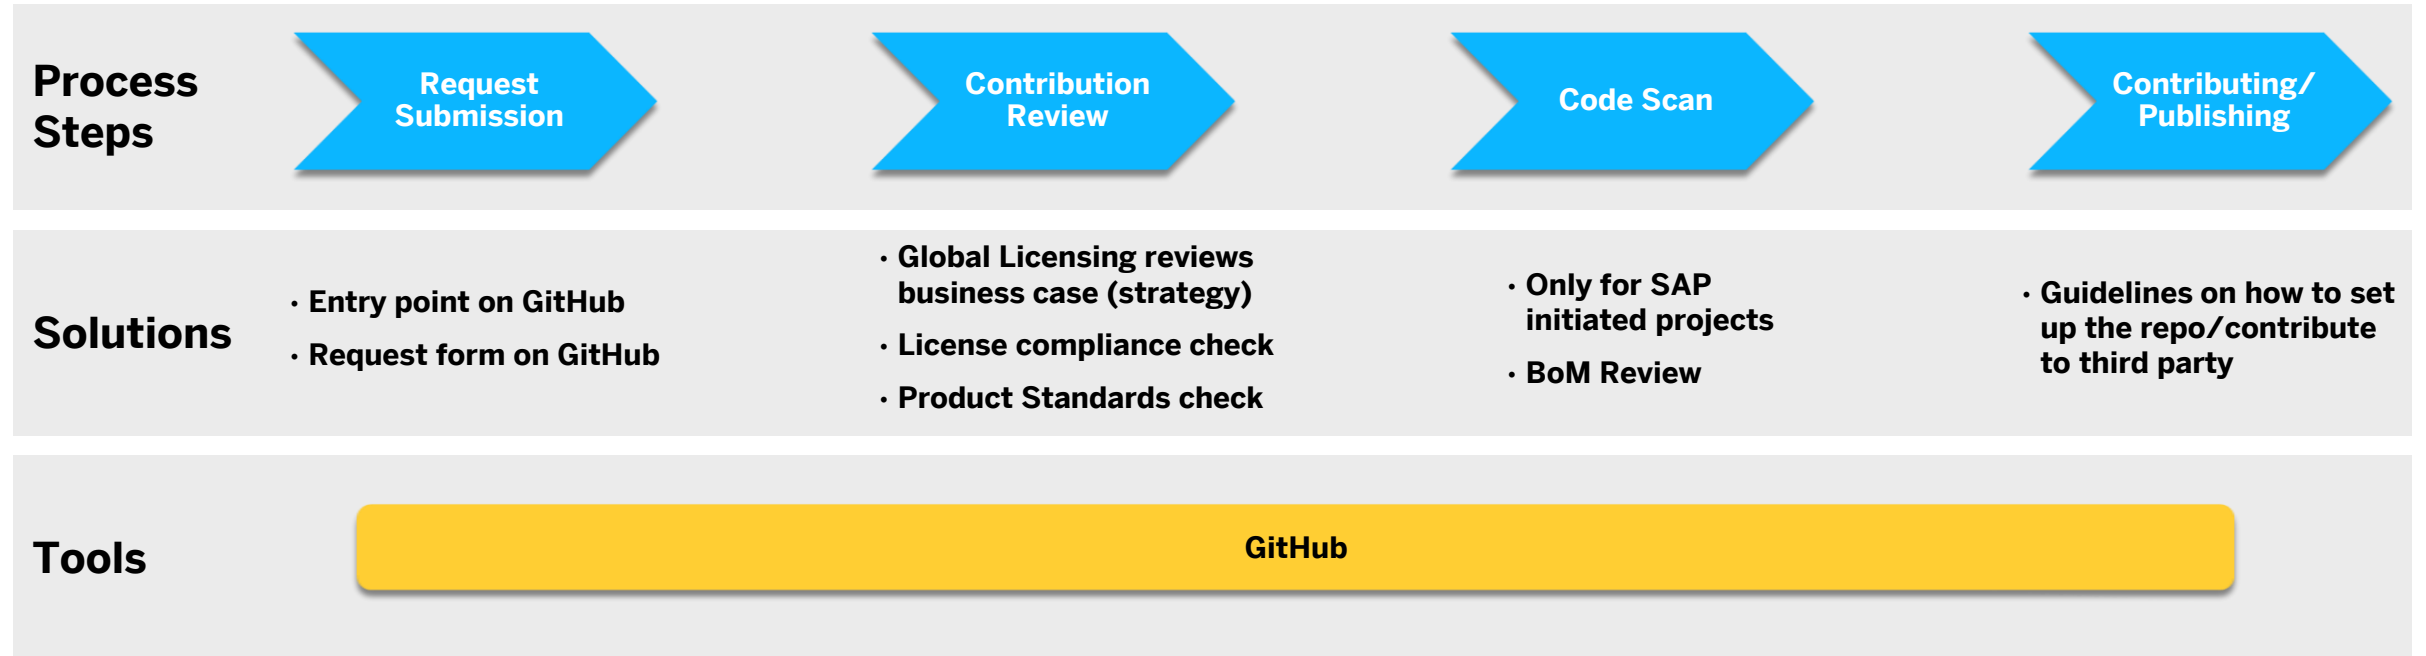 Process
Steps
Request
Submission
Contribution
Review
Code Scan
Contributing/
Publishing
Solutions
· Entry point on GitHub
· Request form on GitHub
· Global Licensing reviews
business case (strategy)
· License compliance check
· Product Standards check
· Only for SAP
initiated projects
· BoM Review
· Guidelines on how to set
up the repo/contribute
to third party
Tools
GitHub